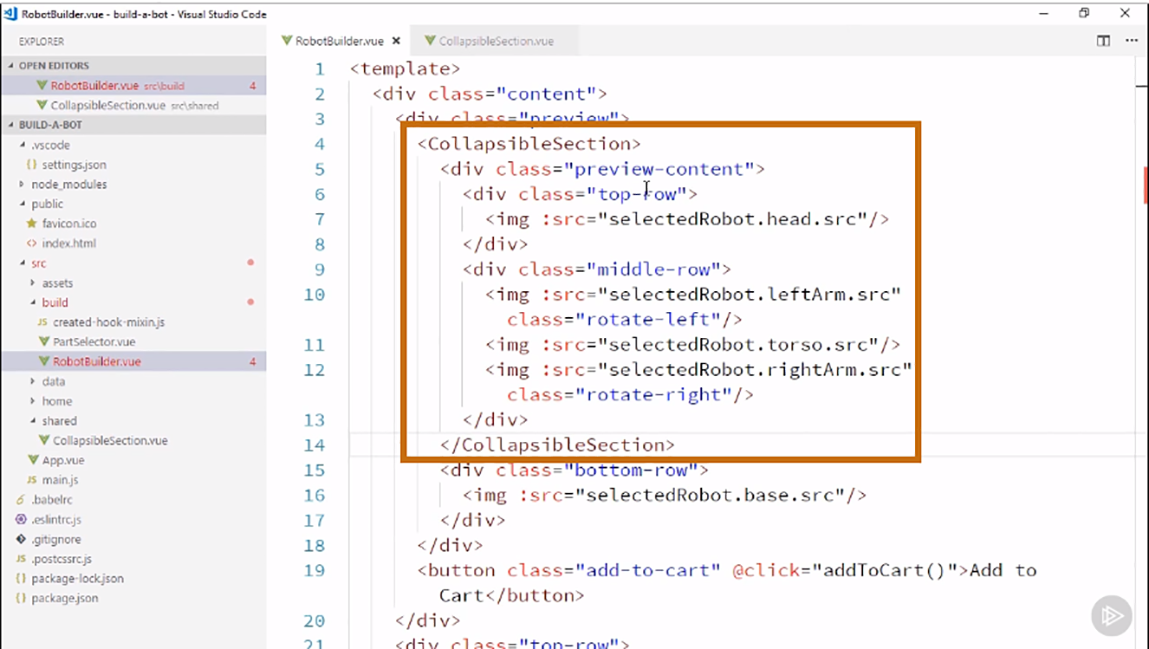 RobotBuilder.vue - build-a-bot - Visual Studio Code
EXPLORER
OPEN EDITORS
RobotBuilder.vue src\build 4
CollapsibleSection.vue src\shared
BUILD-A-BOT
.vscode
{} settings.json
node_modules
public
favicon.ico
<> index.html
src
assets
build
JS created-hook-mixin.js
PartSelector.vue
RobotBuilder.vue 4
data
home
shared
CollapsibleSection.vue
App.vue
JS main.js
.babelrc
.eslintrc.js
.gitignore
JS .postcssrc.js
{} package-lock.json
{} package.json
RobotBuilder.vue × CollapsibleSection.vue
1 <template>
2 <div class="content">
3 <div class="preview">
4 <CollapsibleSection>
5 <div class="preview-content">
6 <div class="top-row">
7 <img :src="selectedRobot.head.src"/>
8 </div>
9 <div class="middle-row">
10 <img :src="selectedRobot.leftArm.src"
class="rotate-left"/>
11 <img :src="selectedRobot.torso.src"/>
12 <img :src="selectedRobot.rightArm.src"
class="rotate-right"/>
13 </div>
14 </CollapsibleSection>
15 <div class="bottom-row">
16 <img :src="selectedRobot.base.src"/>
17 </div>
18 </div>
19 <button class="add-to-cart" @click="addToCart()">Add to
Cart</button>
20 </div>
21 <div class="top-row">